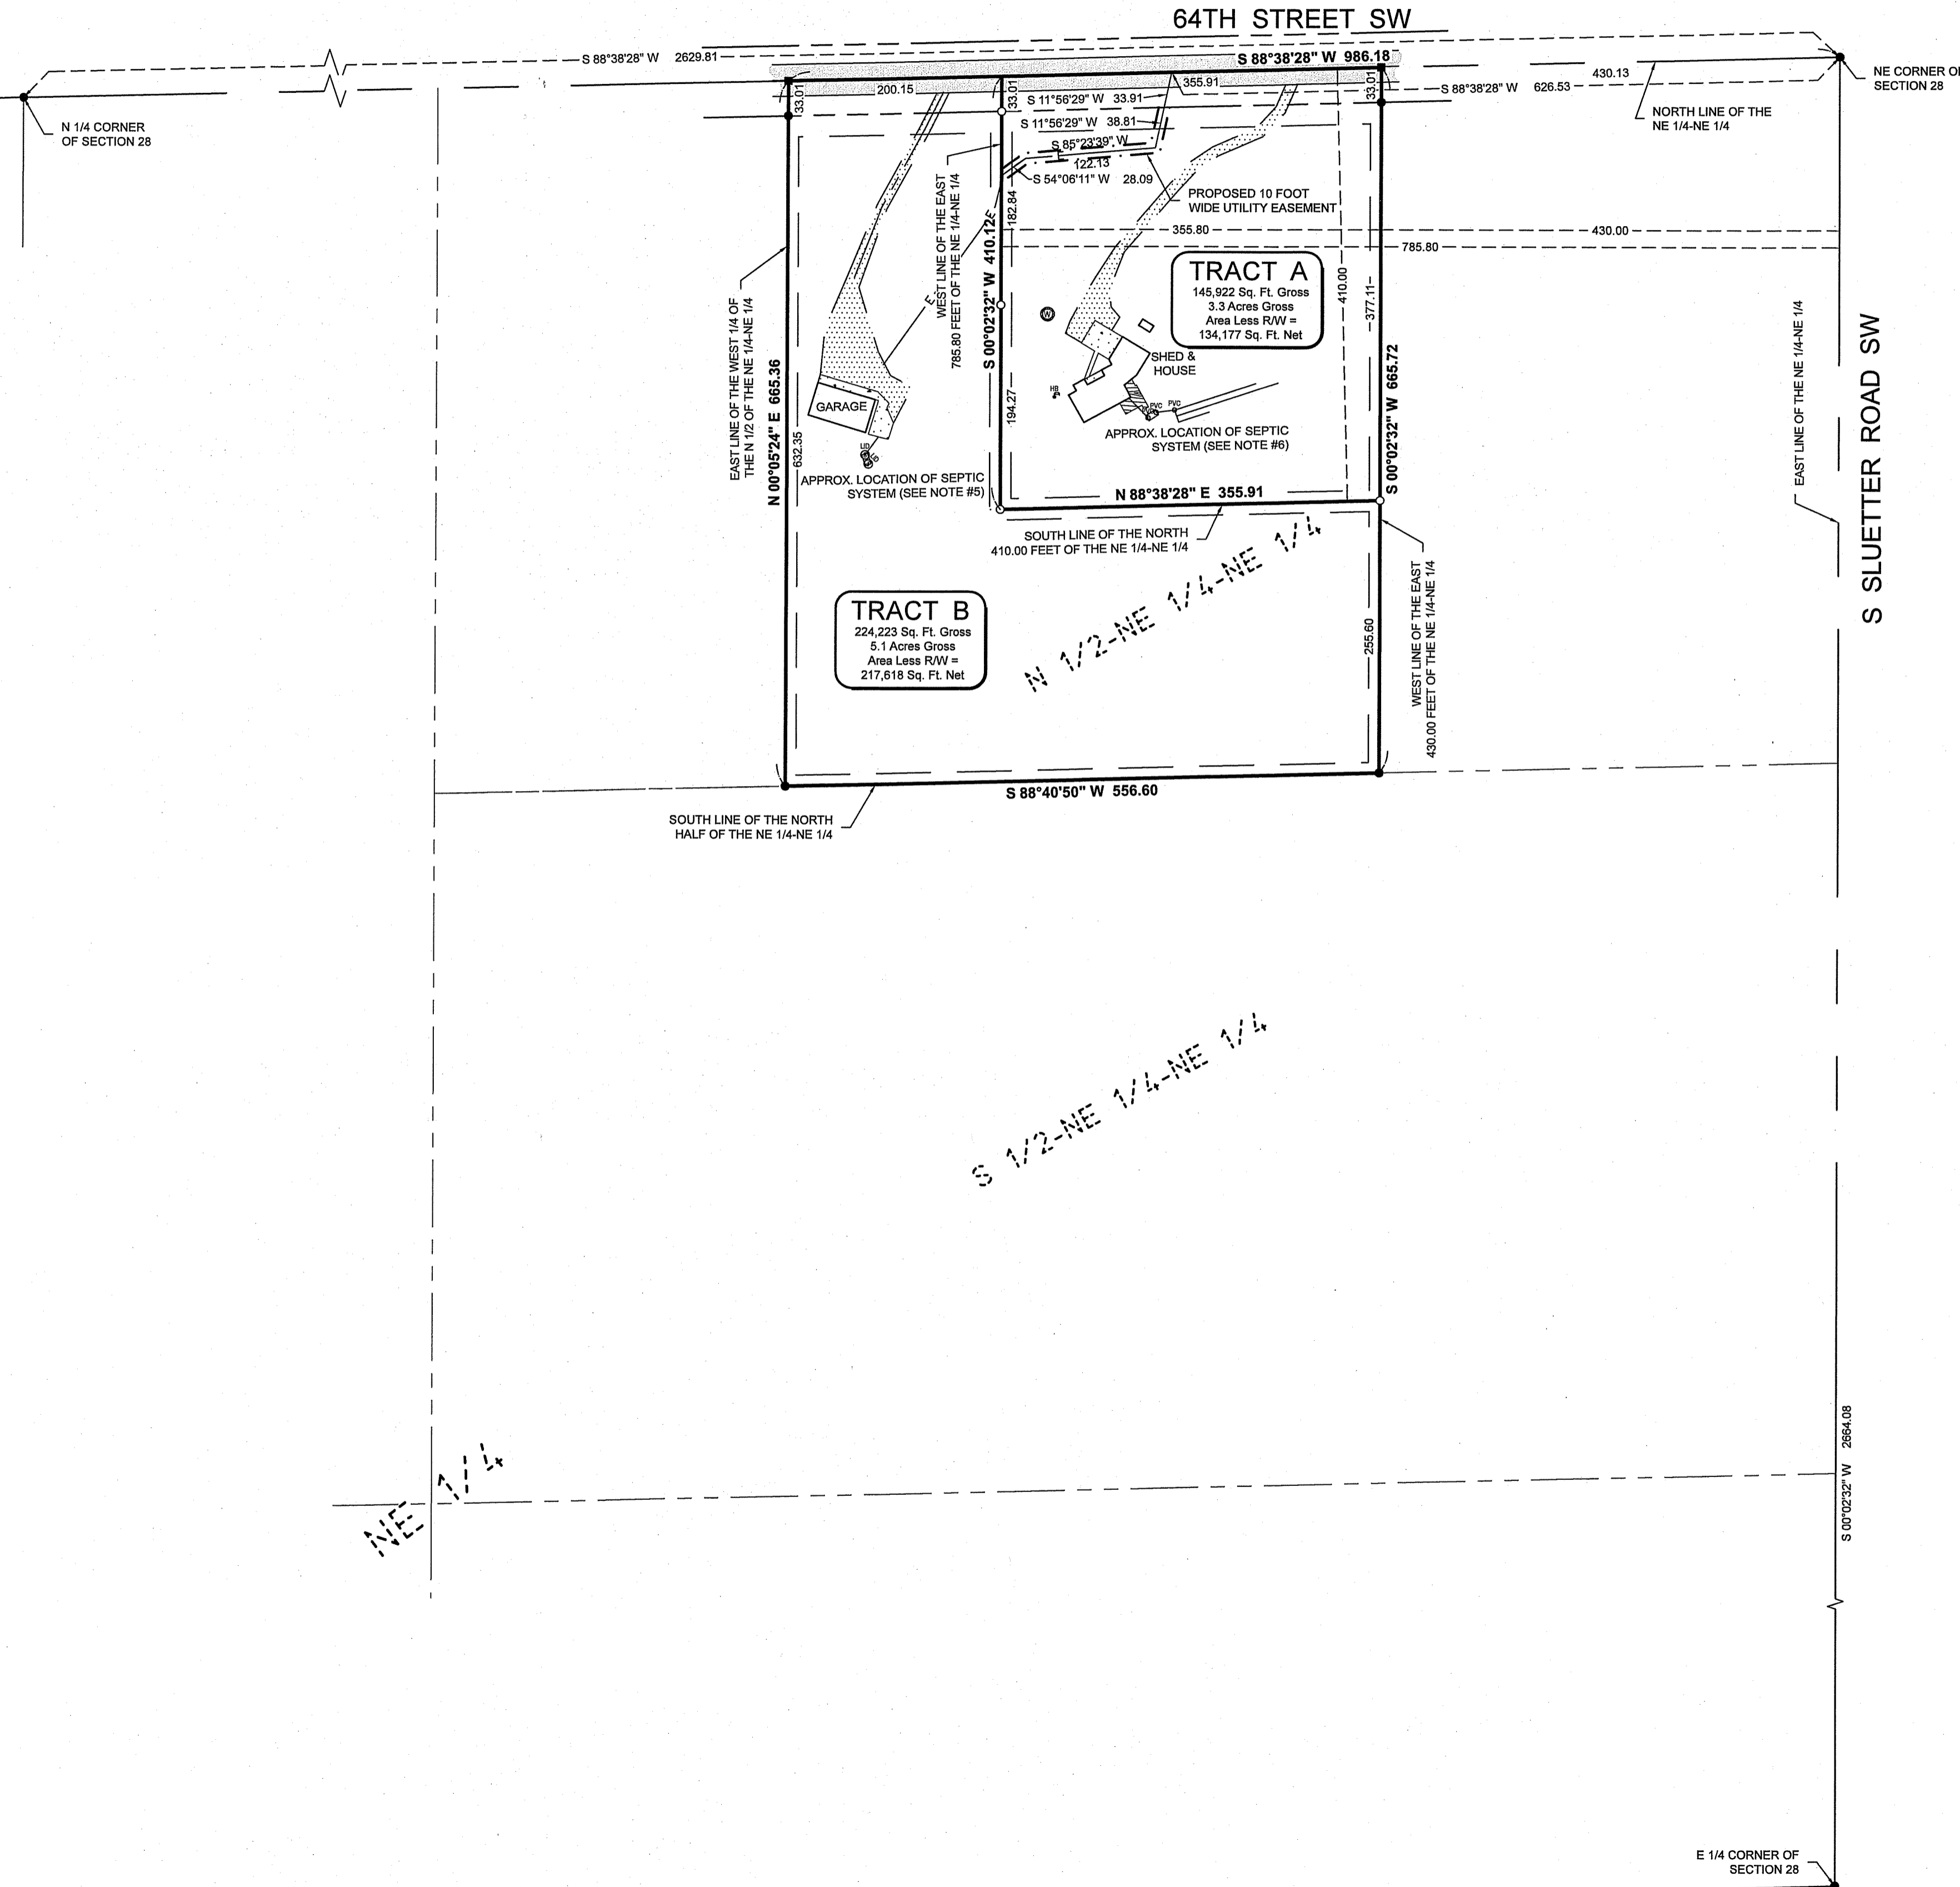 64TH STREET SW
S 88°38'28" W 2629.81
S 88°38'28" W 986.18
430.13
NE CORNER OF
SECTION 28
S 88°38'28" W 626.53
NORTH LINE OF THE
NE 1/4-NE 1/4
N 1/4 CORNER
OF SECTION 28
33.01
200.15
33.01
355.91
33.01
S 11°56'29" W 33.91
S 11°56'29" W 38.81
S 85°23'39" W
122.13
S 54°06'11" W 28.09
PROPOSED 10 FOOT
WIDE UTILITY EASEMENT
182.84
355.80
430.00
785.80
WEST LINE OF THE EAST
785.80 FEET OF THE NE 1/4-NE 1/4
S 00°02'32" W 410.12
E
E
TRACT A
145,922 Sq. Ft. Gross
3.3 Acres Gross
Area Less R/W =
134,177 Sq. Ft. Net
410.00
377.11
EAST LINE OF THE WEST 1/4 OF
THE N 1/2 OF THE NE 1/4-NE 1/4
N 00°05'24" E 665.36
632.35
W
SHED &
HOUSE
HB
PVC
PVC
194.27
GARAGE
LID
LID
APPROX. LOCATION OF SEPTIC
SYSTEM (SEE NOTE #6)
APPROX. LOCATION OF SEPTIC
SYSTEM (SEE NOTE #5)
S 00°02'32" W 665.72
EAST LINE OF THE NE 1/4-NE 1/4
S SLUETTER ROAD SW
N 88°38'28" E 355.91
SOUTH LINE OF THE NORTH
410.00 FEET OF THE NE 1/4-NE 1/4
N 1/2-NE 1/4-NE 1/4
TRACT B
224,223 Sq. Ft. Gross
5.1 Acres Gross
Area Less R/W =
217,618 Sq. Ft. Net
255.60
WEST LINE OF THE EAST
430.00 FEET OF THE NE 1/4-NE 1/4
S 88°40'50" W 556.60
SOUTH LINE OF THE NORTH
HALF OF THE NE 1/4-NE 1/4
S 1/2-NE 1/4-NE 1/4
NE 1/4
S 00°02'32" W 2664.08
E 1/4 CORNER OF
SECTION 28